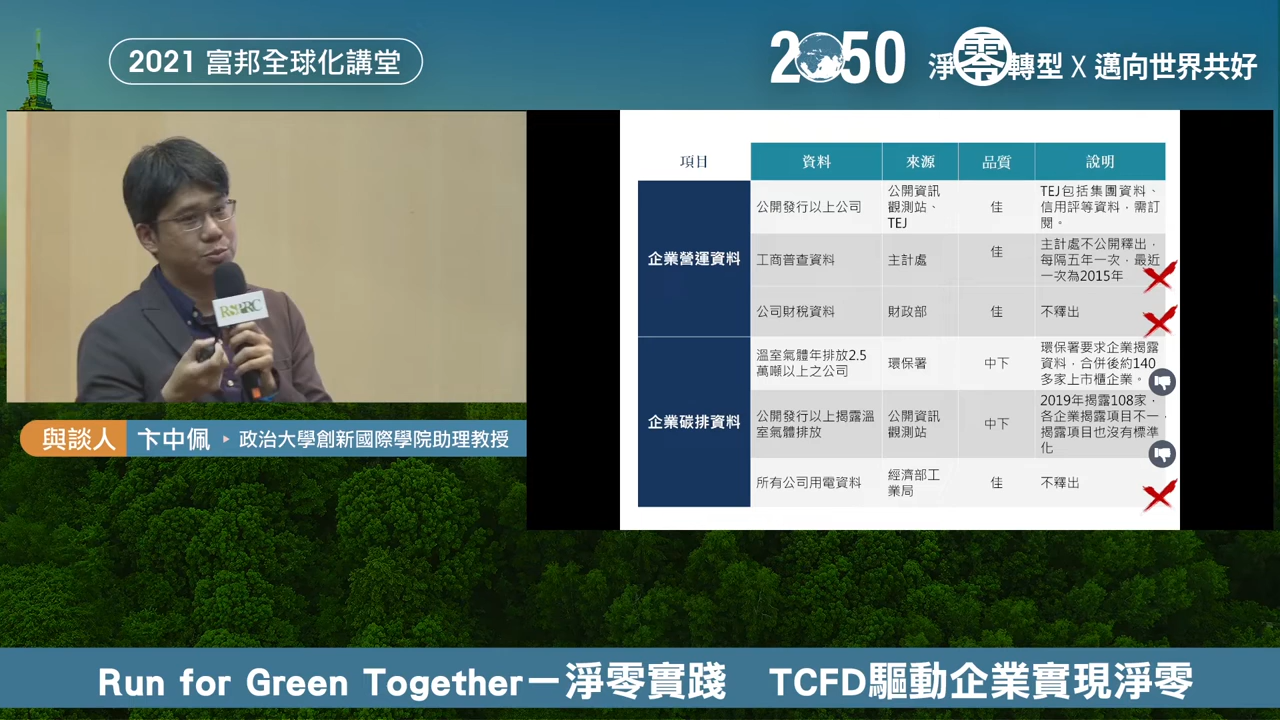 2021 富邦全球化講堂
2050 淨零轉型 X 邁向世界共好
項目
資料
來源
品質
說明
企業營運資料
公開發行以上公司
公開資訊
觀測站、
TEJ
佳
TEJ包括集團資料、
信用評等資料，需訂
閱。
工商普查資料
主計處
佳
主計處不公開釋出，
每隔五年一次，最近
一次為2015年
公司財稅資料
財政部
佳
不釋出
企業碳排資料
溫室氣體年排放2.5
萬噸以上之公司
環保署
中下
環保署要求企業揭露
資料，合併後約140
多家上市櫃企業。
公開發行以上揭露溫
室氣體排放
公開資訊
觀測站
中下
2019年揭露108家，
各企業揭露項目不一，
揭露項目也沒有標準
化
所有公司用電資料
經濟部工
業局
佳
不釋出
RSPRC
與談人 卞中佩 ▸ 政治大學創新國際學院助理教授
Run for Green Together－淨零實踐 TCFD驅動企業實現淨零